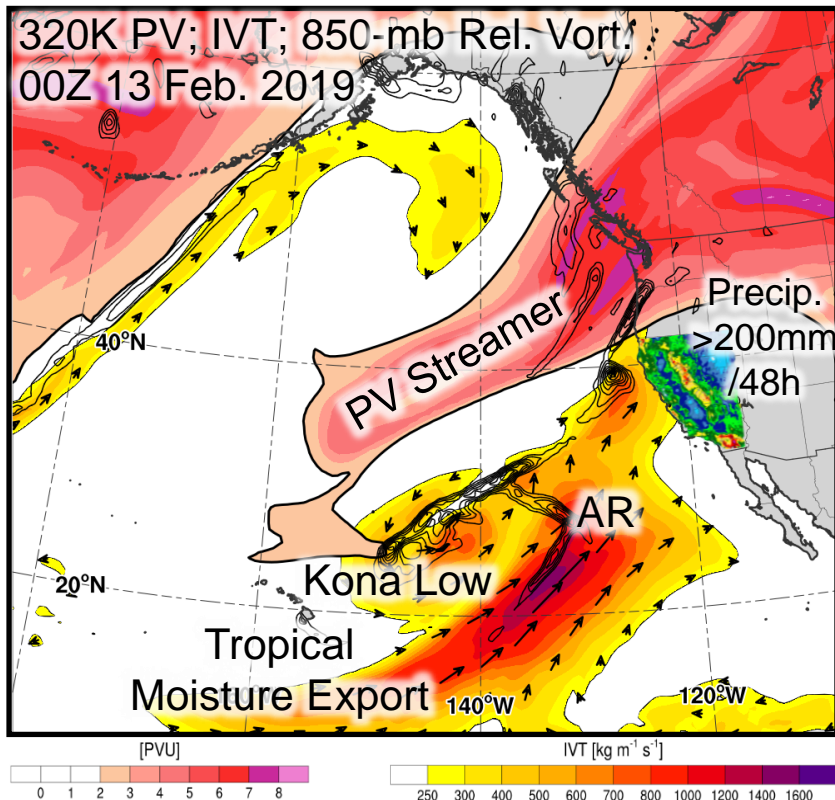 320K PV; IVT; 850-mb Rel. Vort.
00Z 13 Feb. 2019
Precip.
>200mm
/48h
40°N
PV Streamer
AR
20°N
Kona Low
Tropical
Moisture Export
140°W
120°W
[PVU]
IVT [kg m⁻¹ s⁻¹]
0 1 2 3 4 5 6 7 8
250 300 400 500 600 700 800 1000 1200 1400 1600